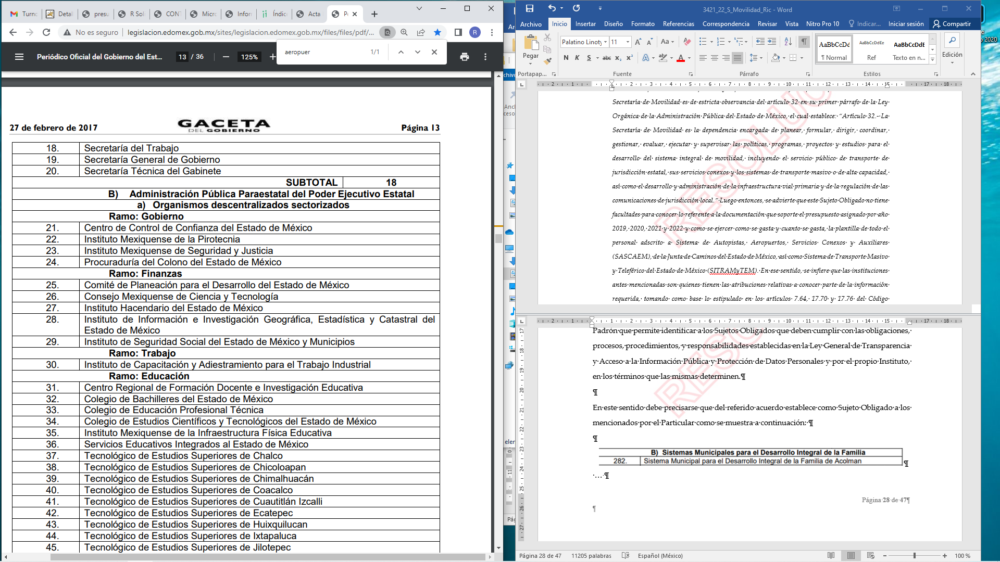 Turno
Detal
presu
R Soli
CONT
Micro
Inform
Índic
Acta
Pe
No es seguro
legislacion.edomex.gob.mx/sites/legislacion.edomex.gob.mx/files/files/pdf/...
R
Periódico Oficial del Gobierno del Est...
13 / 36
125%
aeropuer
1/1
27 de febrero de 2017
GACETA
DEL GOBIERNO
Página 13
18. Secretaría del Trabajo
19. Secretaría General de Gobierno
20. Secretaría Técnica del Gabinete
SUBTOTAL 18
B) Administración Pública Paraestatal del Poder Ejecutivo Estatal
a) Organismos descentralizados sectorizados
Ramo: Gobierno
21. Centro de Control de Confianza del Estado de México
22. Instituto Mexiquense de la Pirotecnia
23. Instituto Mexiquense de Seguridad y Justicia
24. Procuraduría del Colono del Estado de México
Ramo: Finanzas
25. Comité de Planeación para el Desarrollo del Estado de México
26. Consejo Mexiquense de Ciencia y Tecnología
27. Instituto Hacendario del Estado de México
28. Instituto de Información e Investigación Geográfica, Estadística y Catastral del
Estado de México
29. Instituto de Seguridad Social del Estado de México y Municipios
Ramo: Trabajo
30. Instituto de Capacitación y Adiestramiento para el Trabajo Industrial
Ramo: Educación
31. Centro Regional de Formación Docente e Investigación Educativa
32. Colegio de Bachilleres del Estado de México
33. Colegio de Educación Profesional Técnica
34. Colegio de Estudios Científicos y Tecnológicos del Estado de México
35. Instituto Mexiquense de la Infraestructura Física Educativa
36. Servicios Educativos Integrados al Estado de México
37. Tecnológico de Estudios Superiores de Chalco
38. Tecnológico de Estudios Superiores de Chicoloapan
39. Tecnológico de Estudios Superiores de Chimalhuacán
40. Tecnológico de Estudios Superiores de Coacalco
41. Tecnológico de Estudios Superiores de Cuautitlán Izcalli
42. Tecnológico de Estudios Superiores de Ecatepec
43. Tecnológico de Estudios Superiores de Huixquilucan
44. Tecnológico de Estudios Superiores de Ixtapaluca
45. Tecnológico de Estudios Superiores de Jilotepec
3421_22_S_Movilidad_Ric - Word
Archivo Inicio Insertar Diseño Formato Referencias Correspondencia Revisar Vista Nitro Pro 10 Indicar... Iniciar sesión Compartir
Pegar
Palatino Linoty 11
N K S abc x₂ x²
AaBbCcDd
¶ Normal
AaBbCcDdEe
Ref
AaBbCcDdE
Texto en n...
Edición
Portapap... Fuente Párrafo Estilos
Secretaría de Movilidad es de estricta observancia del artículo 32 en su primer párrafo de la Ley
Orgánica de la Administración Pública del Estado de México, el cual establece: “Artículo 32.- La
Secretaría de Movilidad es la dependencia encargada de planear, formular, dirigir, coordinar,
gestionar, evaluar, ejecutar y supervisar las políticas, programas, proyectos y estudios para el
desarrollo del sistema integral de movilidad, incluyendo el servicio público de transporte de
jurisdicción estatal, sus servicios conexos y los sistemas de transporte masivo o de alta capacidad,
así como el desarrollo y administración de la infraestructura vial primaria y de la regulación de las
comunicaciones de jurisdicción local.” Luego entonces, se advierte que este Sujeto Obligado no tiene
facultades para conocer lo referente a la documentación que soporte el presupuesto asignado por año
2019, 2020, 2021 y 2022 y como se ejercer como se gasta y cuanto se gasta, la plantilla de todo el
personal adscrito a Sistema de Autopistas, Aeropuertos, Servicios Conexos y Auxiliares
(SASCAEM), de la Junta de Caminos del Estado de México, así como Sistema de Transporte Masivo
y Teleférico del Estado de México (SITRAMyTEM). En ese sentido, se infiere que las instituciones
antes mencionadas son quienes tienen las atribuciones relativas a conocer parte de la información
requerida, tomando como base lo estipulado en los artículos 7.64, 17.70 y 17.76 del Código
RESOLUC
Padrón que permite identificar a los Sujetos Obligados que deben cumplir con las obligaciones,
procesos, procedimientos, y responsabilidades establecidas en la Ley General de Transparencia
y Acceso a la Información Pública y Protección de Datos Personales y por el propio Instituto,
en los términos que las mismas determinen.¶
¶
En este sentido debe precisarse que del referido acuerdo establece como Sujeto Obligado a los
mencionados por el Particular como se muestra a continuación: ¶
¶
B) Sistemas Municipales para el Desarrollo Integral de la Familia
282. Sistema Municipal para el Desarrollo Integral de la Familia de Acolman ¶
… ¶
RESO
Página 28 de 47¶
¶
Página 28 de 47 11205 palabras Español (México) 100 %